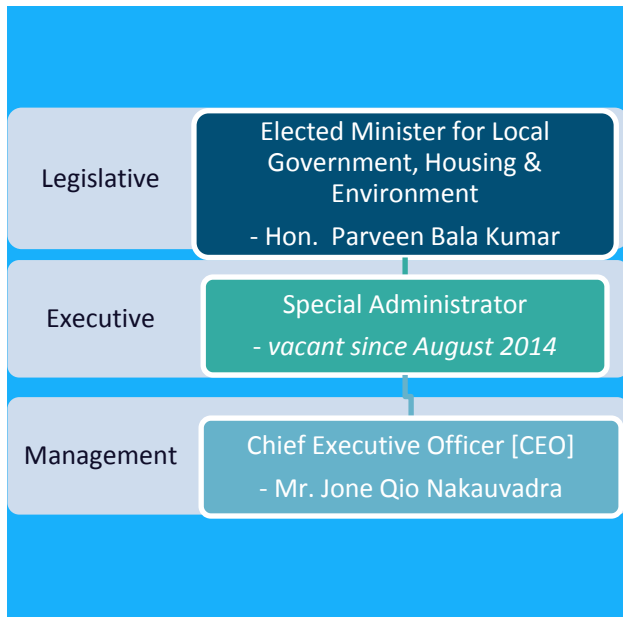 Legislative
Elected Minister for Local
Government, Housing &
Environment
- Hon.  Parveen Bala Kumar
Executive
Special Administrator
- vacant since August 2014
Management
Chief Executive Officer [CEO]
- Mr. Jone Qio Nakauvadra